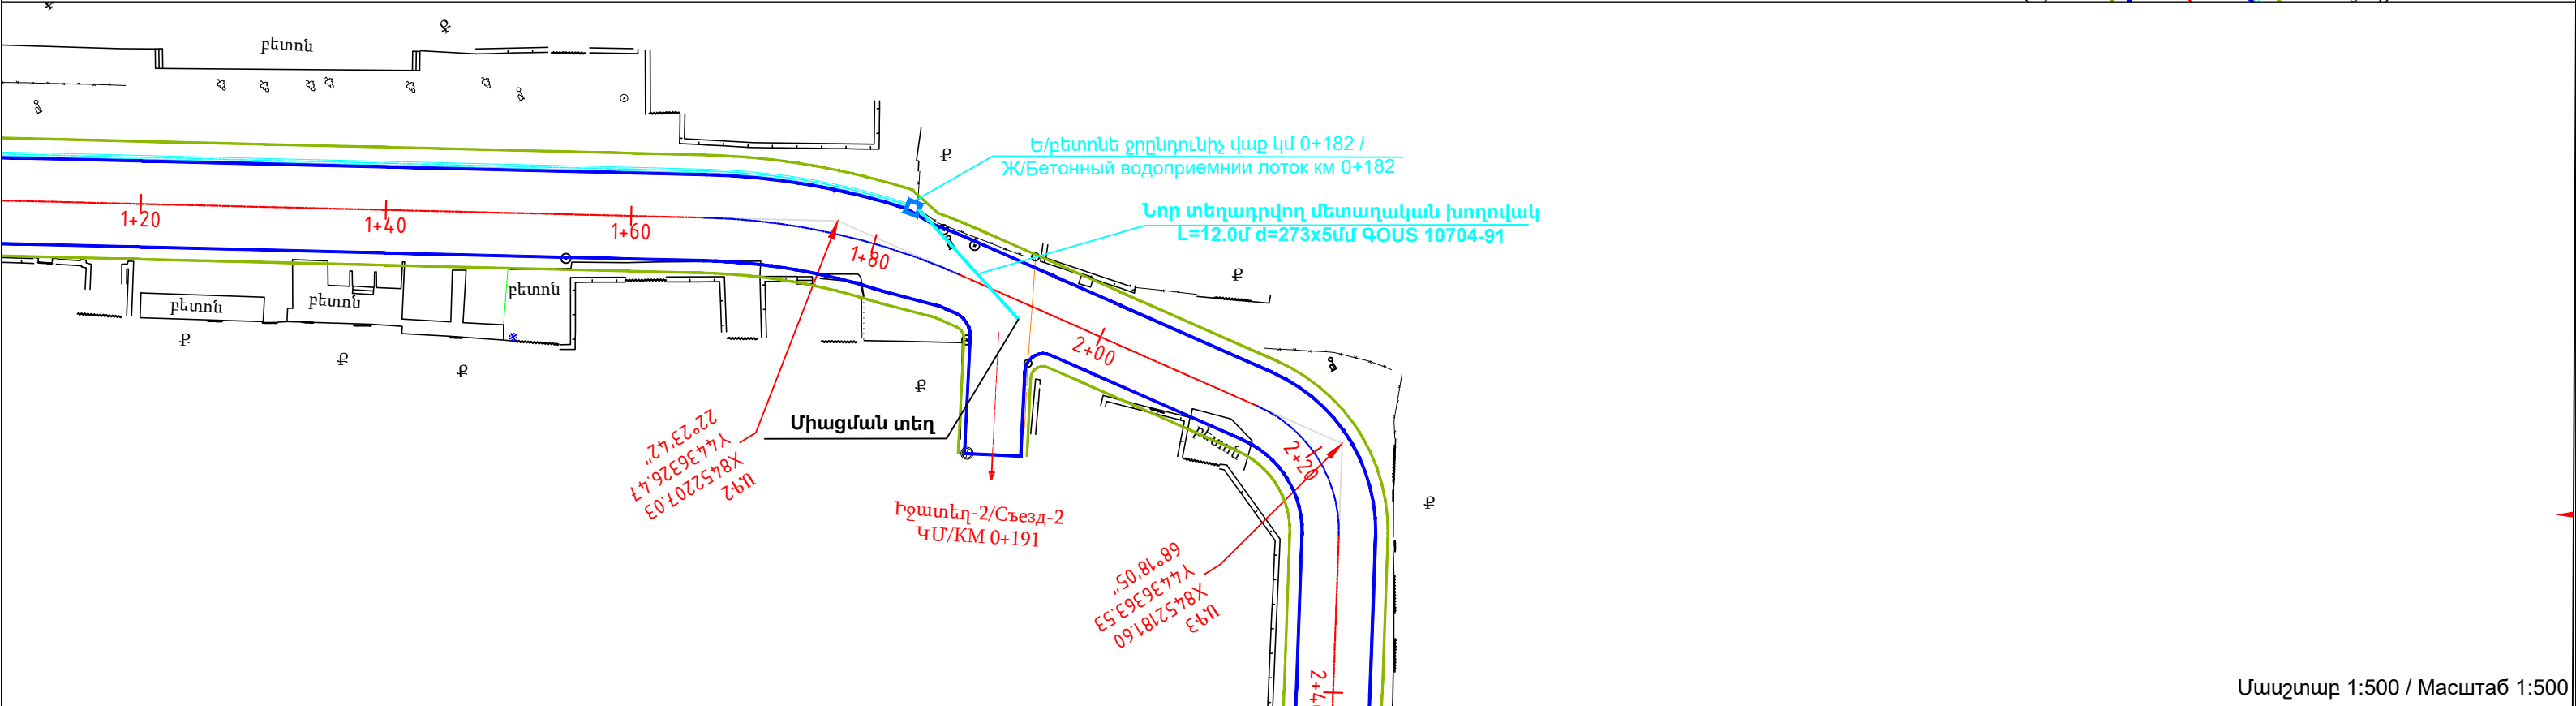 բետոն
Ք
Ե/բետոնե ջրընդունիչ վաք կմ 0+182 /
Ж/Бетонный водоприемнии лоток км 0+182
Նոր տեղադրվող մետաղական խողովակ
L=12.0մ d=273x5մմ ԳՕUS 10704-91
1+20
1+40
1+60
1+80
2+00
2+20
բետոն
բետոն
բետոն
Ք
Ք
Ք
Ք
Ք
Միացման տեղ
բետոն
Ք
ԱԳ2
X8452207.03
Y4436326.47
22°23'42"
Իջատեղ-2/Съезд-2
ԿՄ/КМ 0+191
ԱԳ3
X8452181.60
Y4436363.53
68°18'05"
Մասշտաբ 1:500 / Масштаб 1:500